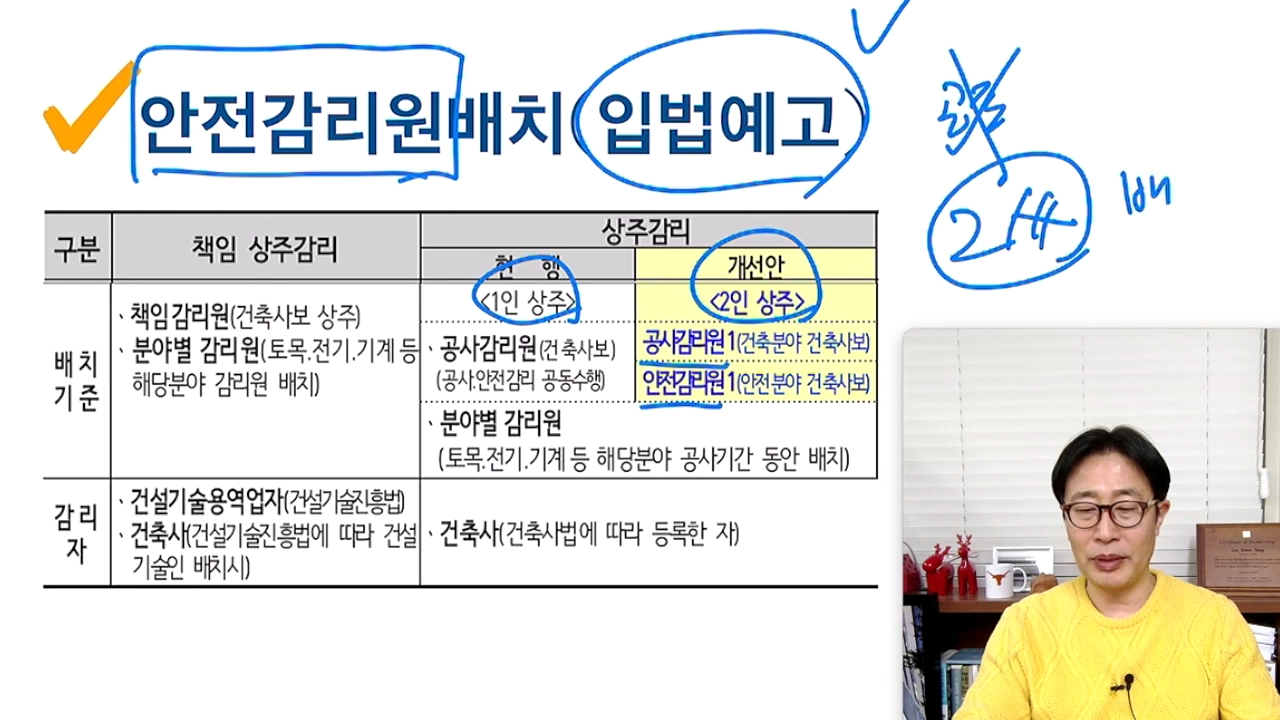 안전감리원배치(입법예고)
구분
책임 상주감리
상주감리
현 행
개선안
배치
기준
· 책임감리원(건축사보 상주)
· 분야별 감리원(토목.전기.기계 등
해당분야 감리원 배치)
<1인 상주>
· 공사감리원(건축사보)
(공사.안전감리 공동수행)
<2인 상주>
공사감리원1(건축분야 건축사보)
안전감리원1(안전분야 건축사보)
· 분야별 감리원
(토목.전기.기계 등 해당분야 공사기간 동안 배치)
감리
자
· 건설기술용역업자(건설기술진흥법)
· 건축사(건설기술진흥법에 따라 건설
기술인 배치시)
· 건축사(건축사법에 따라 등록한 자)